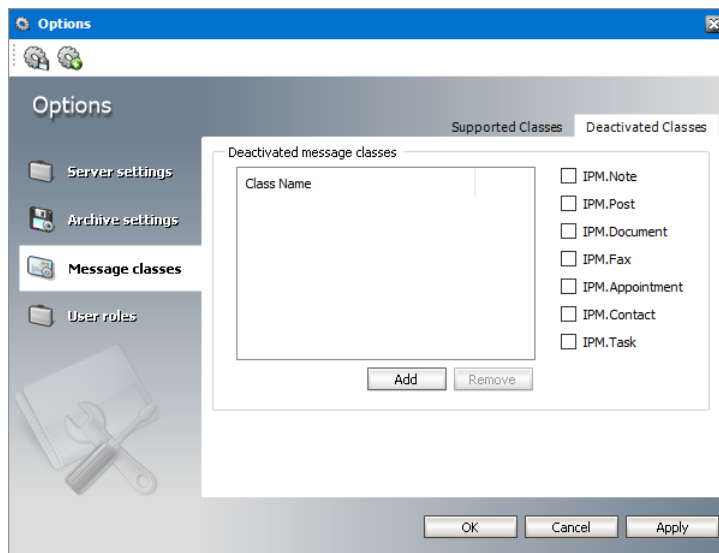 Options
Options
Supported Classes
Deactivated Classes
Server settings
Archive settings
Message classes
User roles
Deactivated message classes
Class Name
IPM.Note
IPM.Post
IPM.Document
IPM.Fax
IPM.Appointment
IPM.Contact
IPM.Task
Add
Remove
OK
Cancel
Apply